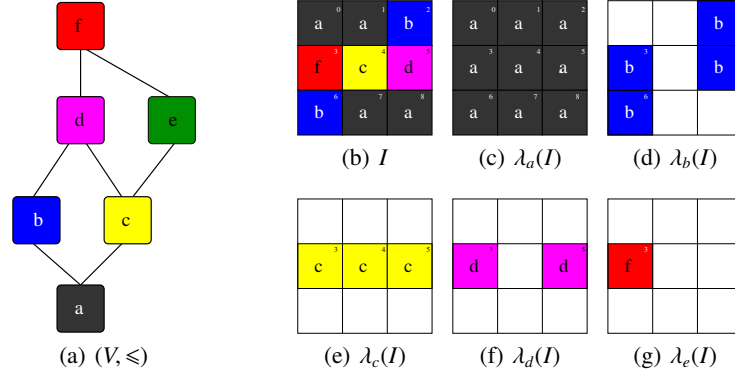 f
d
e
b
c
a
(a) (V, ⩽)
a 0 a 1 b 2
f 3 c 4 d 5
b 6 a 7 a 8
(b) I
a 0 a 1 a 2
a 3 a 4 a 5
a 6 a 7 a 8
(c) λa(I)
b 2
b 3 b 5
b 6
(d) λb(I)
c 3 c 4 c 5
(e) λc(I)
d 3 d 5
(f) λd(I)
f 3
(g) λe(I)